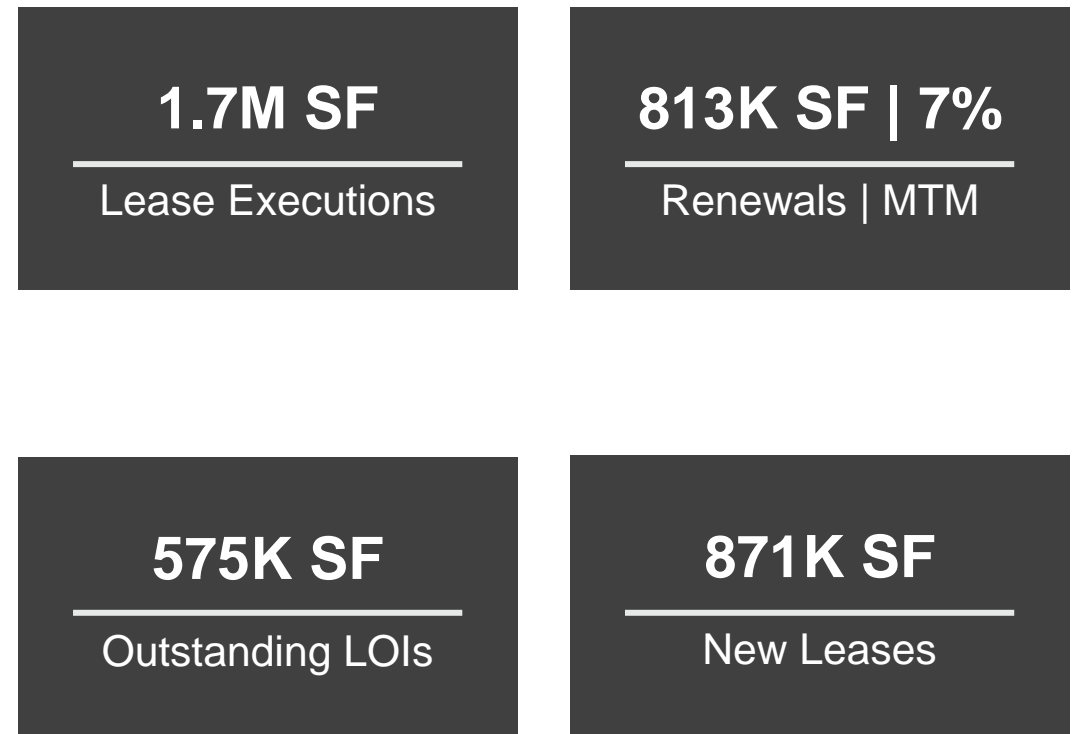 1.7M SF
Lease Executions
813K SF | 7%
Renewals | MTM
575K SF
Outstanding LOIs
871K SF
New Leases